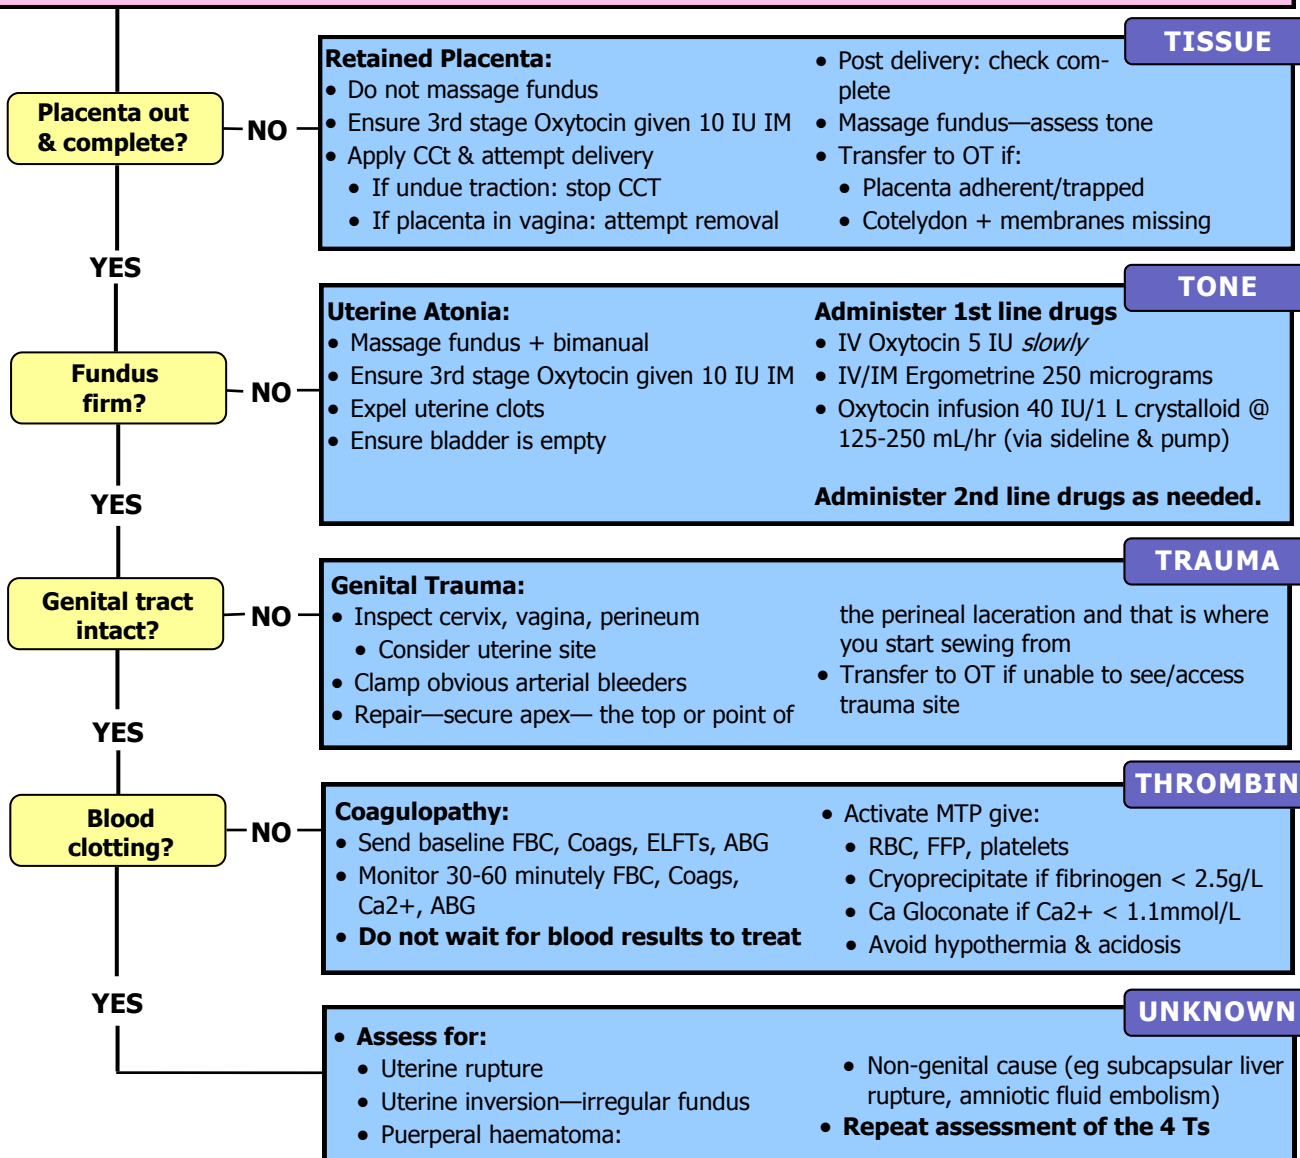 TISSUE
Placenta out
& complete?
NO
Retained Placenta:
• Do not massage fundus
• Ensure 3rd stage Oxytocin given 10 IU IM
• Apply CCt & attempt delivery
• If undue traction: stop CCT
• If placenta in vagina: attempt removal
• Post delivery: check com-
plete
• Massage fundus—assess tone
• Transfer to OT if:
• Placenta adherent/trapped
• Cotelydon + membranes missing
YES
TONE
Fundus
firm?
NO
Uterine Atonia:
• Massage fundus + bimanual
• Ensure 3rd stage Oxytocin given 10 IU IM
• Expel uterine clots
• Ensure bladder is empty
Administer 1st line drugs
• IV Oxytocin 5 IU slowly
• IV/IM Ergometrine 250 micrograms
• Oxytocin infusion 40 IU/1 L crystalloid @
125-250 mL/hr (via sideline & pump)
Administer 2nd line drugs as needed.
YES
TRAUMA
Genital tract
intact?
NO
Genital Trauma:
• Inspect cervix, vagina, perineum
• Consider uterine site
• Clamp obvious arterial bleeders
• Repair—secure apex— the top or point of
the perineal laceration and that is where
you start sewing from
• Transfer to OT if unable to see/access
trauma site
YES
THROMBIN
Blood
clotting?
NO
Coagulopathy:
• Send baseline FBC, Coags, ELFTs, ABG
• Monitor 30-60 minutely FBC, Coags,
Ca2+, ABG
• Do not wait for blood results to treat
• Activate MTP give:
• RBC, FFP, platelets
• Cryoprecipitate if fibrinogen < 2.5g/L
• Ca Gloconate if Ca2+ < 1.1mmol/L
• Avoid hypothermia & acidosis
YES
UNKNOWN
• Assess for:
• Uterine rupture
• Uterine inversion—irregular fundus
• Puerperal haematoma:
• Non-genital cause (eg subcapsular liver
rupture, amniotic fluid embolism)
• Repeat assessment of the 4 Ts